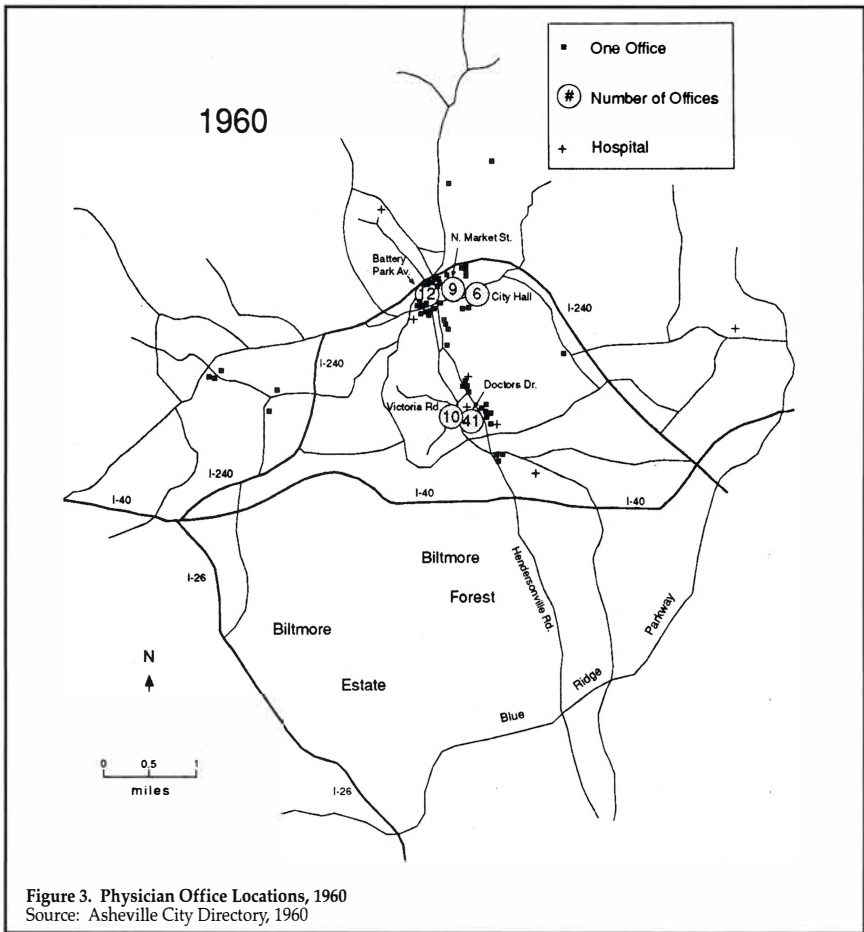 1960
One Office
# Number of Offices
+ Hospital
N. Market St.
Battery
Park Av.
12
9
6
City Hall
I-240
I-240
Doctors Dr.
Victoria Rd.
10
41
I-240
I-40
I-40
I-40
I-26
Biltmore
Forest
Hendersonville Rd.
Biltmore
Estate
Parkway
Ridge
Blue
N
0 0.5 1
miles
I-26
Figure 3. Physician Office Locations, 1960
Source: Asheville City Directory, 1960